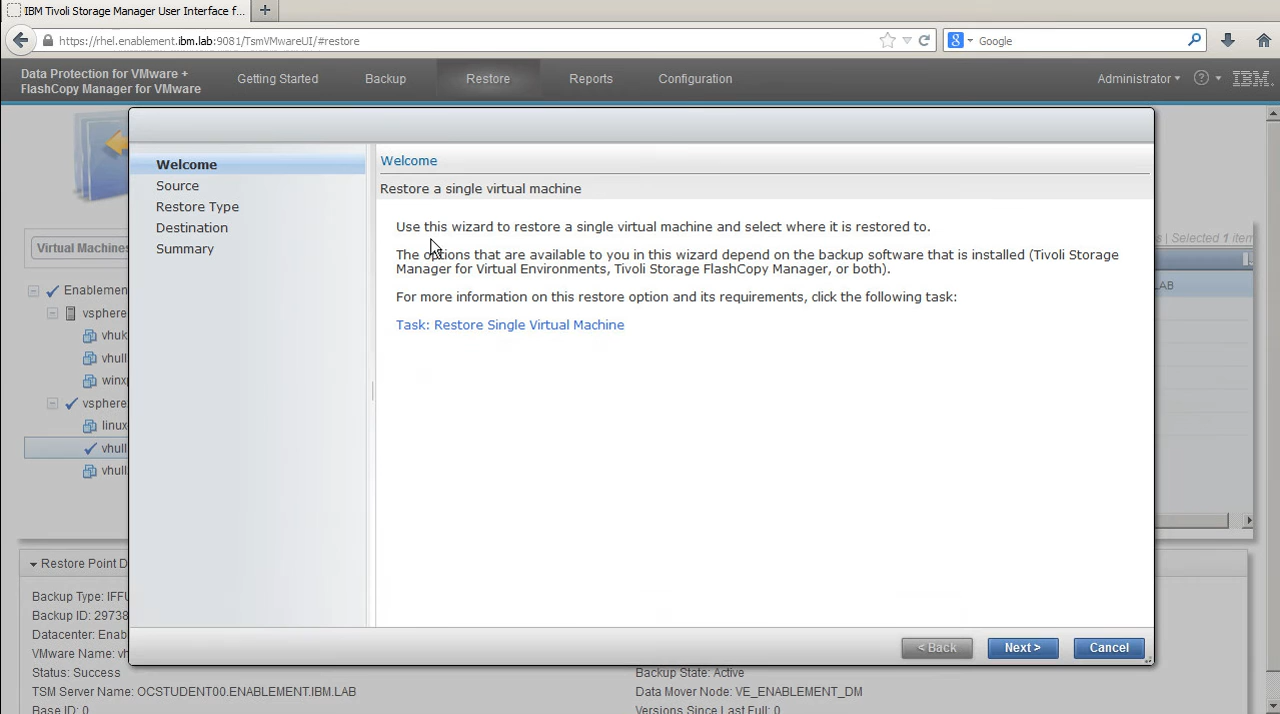 IBM Tivoli Storage Manager User Interface f...
https://rhel.enablement.ibm.lab:9081/TsmVMwareUI/#restore
Google
Data Protection for VMware +
FlashCopy Manager for VMware
Getting Started
Backup
Restore
Reports
Configuration
Administrator
IBM
Welcome
Source
Restore Type
Destination
Summary
Welcome
Restore a single virtual machine
Use this wizard to restore a single virtual machine and select where it is restored to.
The options that are available to you in this wizard depend on the backup software that is installed (Tivoli Storage
Manager for Virtual Environments, Tivoli Storage FlashCopy Manager, or both).
For more information on this restore option and its requirements, click the following task:
Task: Restore Single Virtual Machine
< Back
Next >
Cancel
Virtual Machines
| Selected 1 item
LAB
Enablement
vsphere
vhuk
vhull
winxp
vsphere
linux
vhull
vhull
Restore Point D
Backup Type: IFFU
Backup ID: 29738
Datacenter: Enab
VMware Name: vh
Status: Success
TSM Server Name: OCSTUDENT00.ENABLEMENT.IBM.LAB
Base ID: 0
Backup State: Active
Data Mover Node: VE_ENABLEMENT_DM
Versions Since Last Full: 0